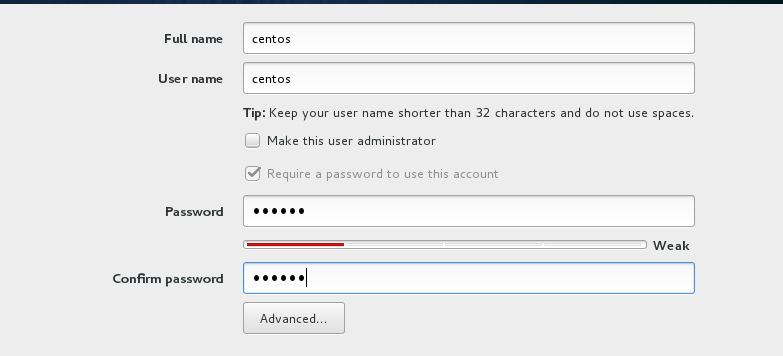 Full name centos
User name centos
Tip: Keep your user name shorter than 32 characters and do not use spaces.
Make this user administrator
Require a password to use this account
Password ••••••
Weak
Confirm password ••••••
Advanced...